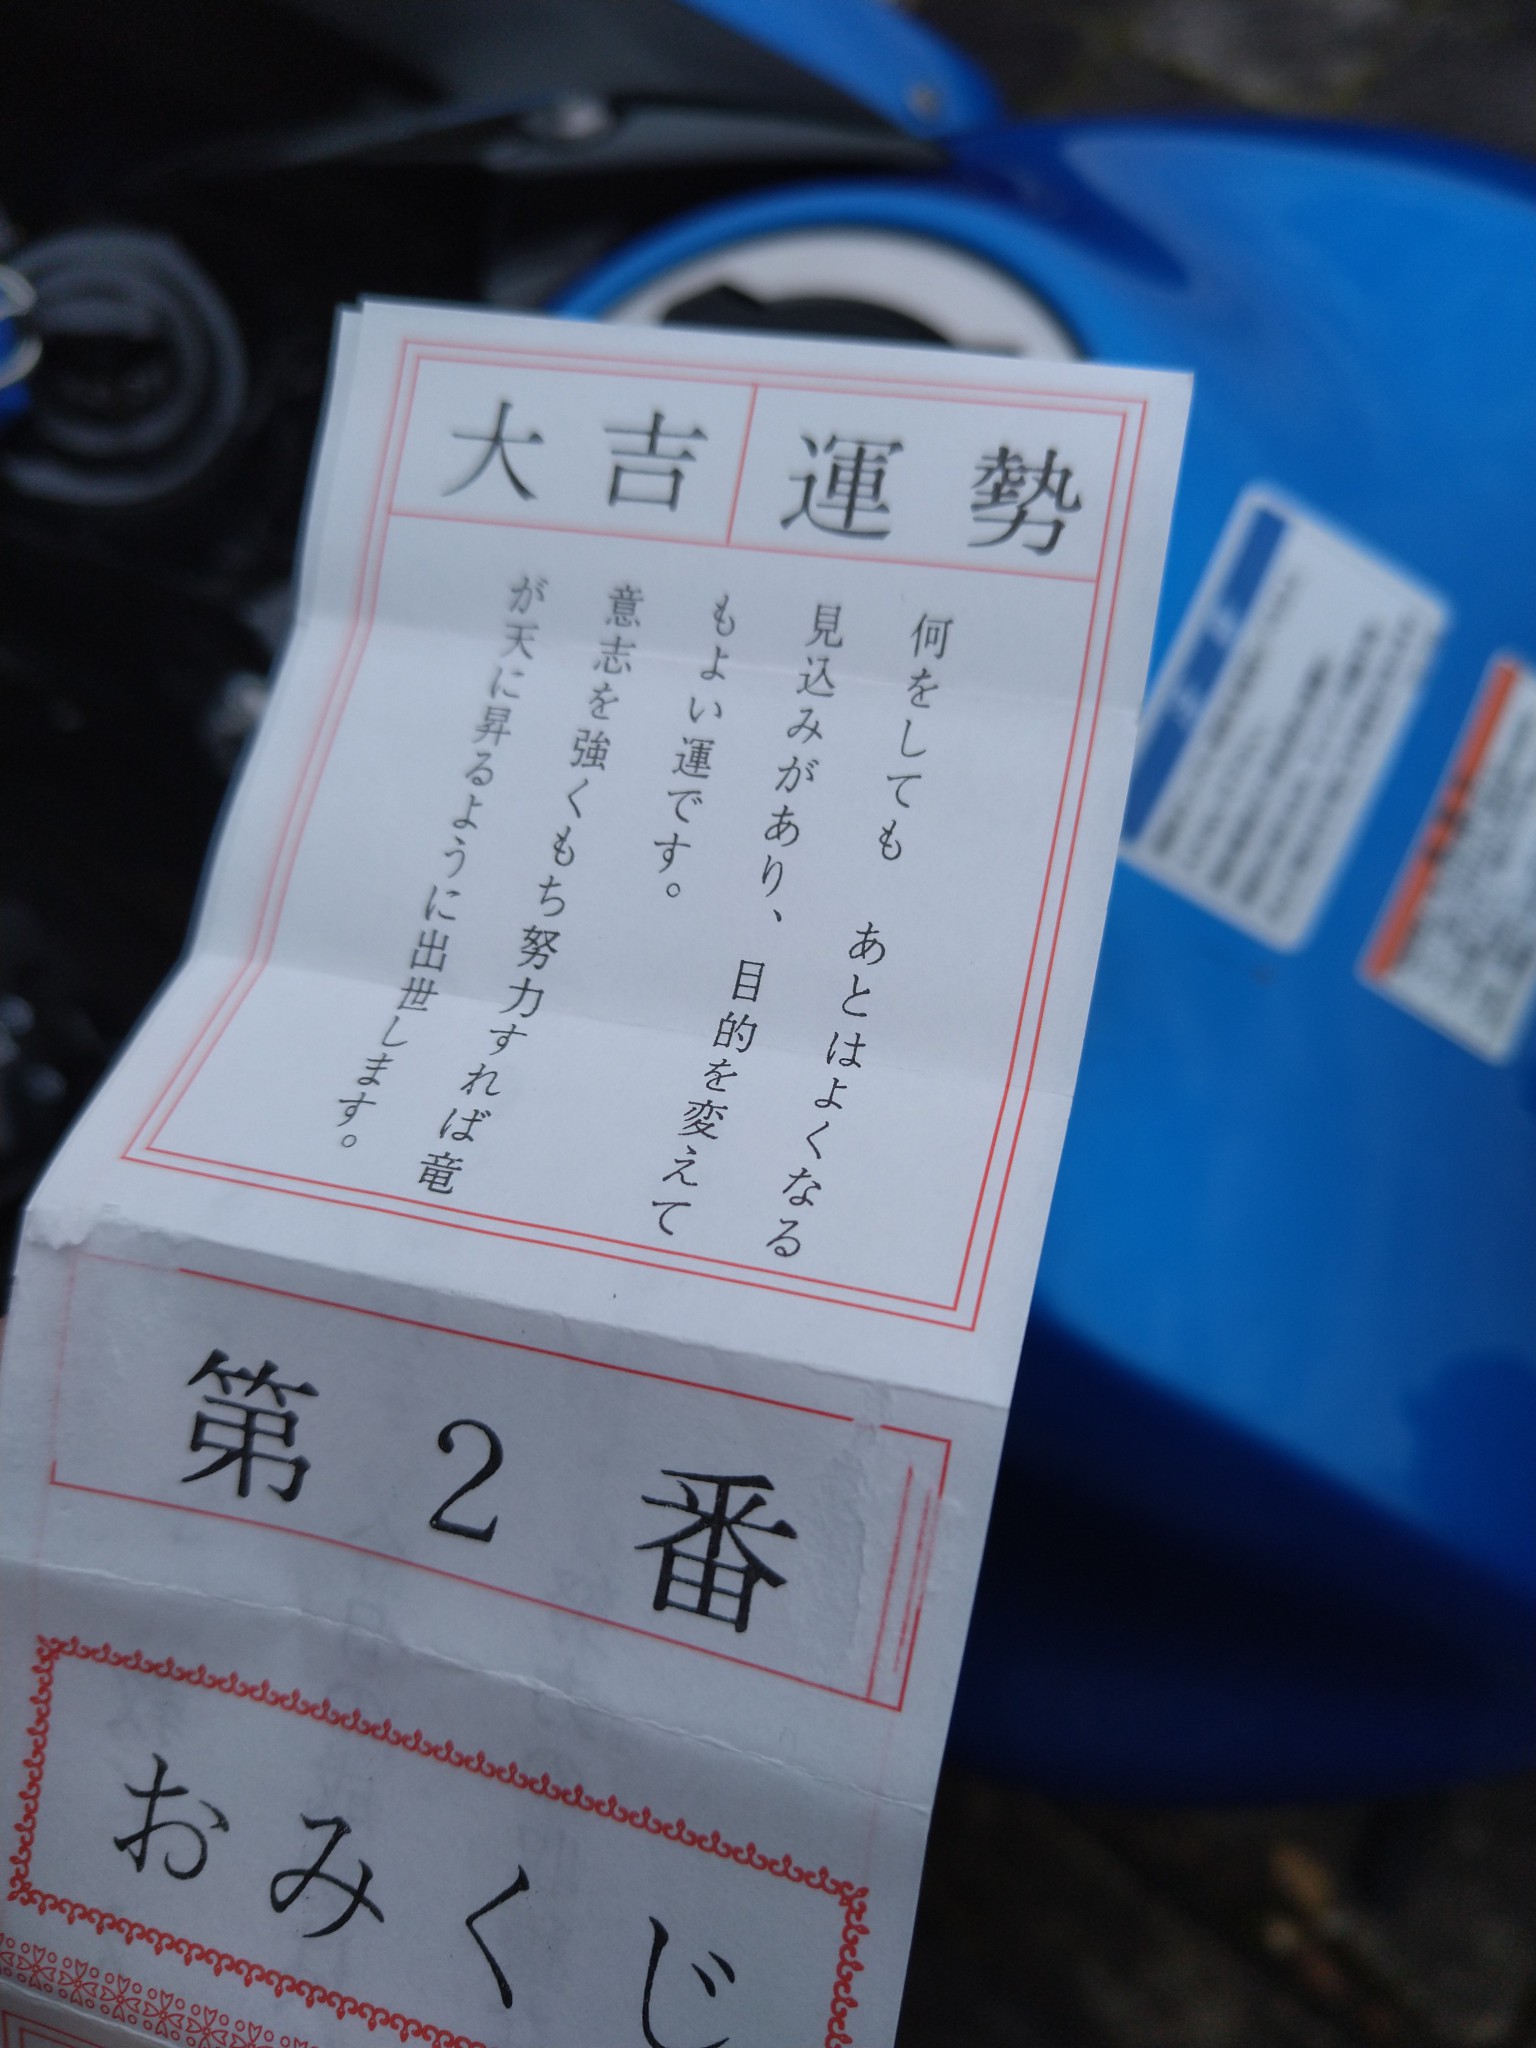 大吉 運勢
何をしても　あとはよくなる
見込みがあり、目的を変えて
もよい運です。
意志を強くもち努力すれば竜
が天に昇るように出世します。
第2番
おみくじ